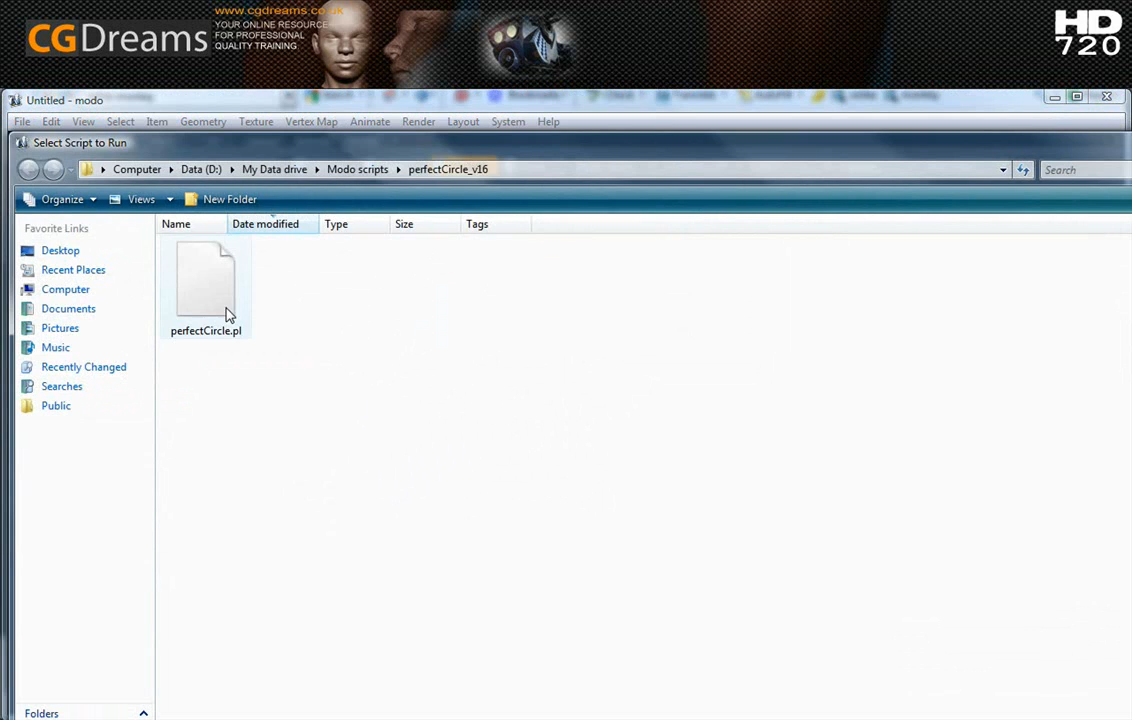 www.cgdreams.co.uk
CGDreams
YOUR ONLINE RESOURCE
FOR PROFESSIONAL
QUALITY TRAINING.
HD
720
Untitled - modo
File Edit View Select Item Geometry Texture Vertex Map Animate Render Layout System Help
Select Script to Run
Computer Data (D:) My Data drive Modo scripts perfectCircle_v16 Search
Organize Views New Folder
Favorite Links
Name Date modified Type Size Tags
Desktop
Recent Places
Computer
Documents
Pictures
Music
Recently Changed
Searches
Public
perfectCircle.pl
Folders